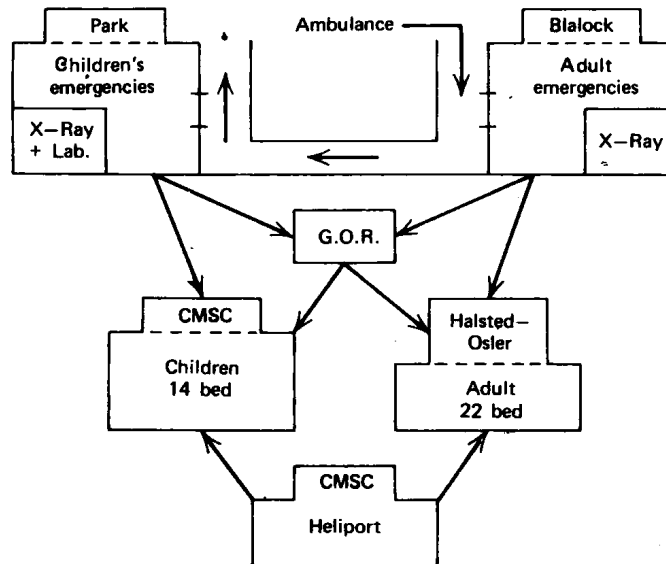 Park
Ambulance
Blalock
Children's
emergencies
Adult
emergencies
X-Ray
+ Lab.
X-Ray
G.O.R.
CMSC
Halsted-
Osler
Children
14 bed
Adult
22 bed
CMSC
Heliport